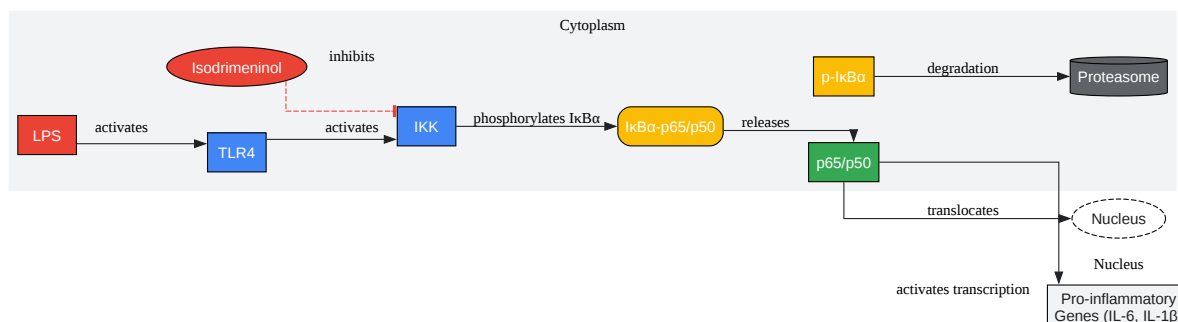 Cytoplasm
Isodrimeninol
inhibits
p-IκBα
degradation
Proteasome
LPS
activates
TLR4
activates
IKK
phosphorylates IκBα
IκBα-p65/p50
releases
p65/p50
translocates
Nucleus
Nucleus
activates transcription
Pro-inflammatory
Genes (IL-6, IL-1β